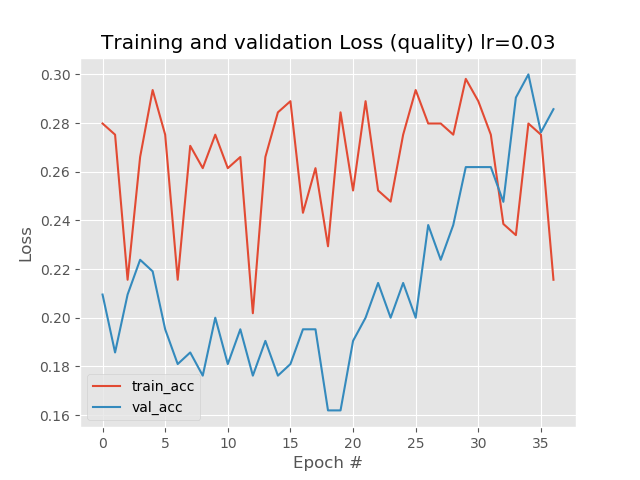 Training and validation Loss (quality) lr=0.03
0.30
0.28
0.26
0.24
0.22
0.20
0.18
0.16
Loss
train_acc
val_acc
0 5 10 15 20 25 30 35
Epoch #